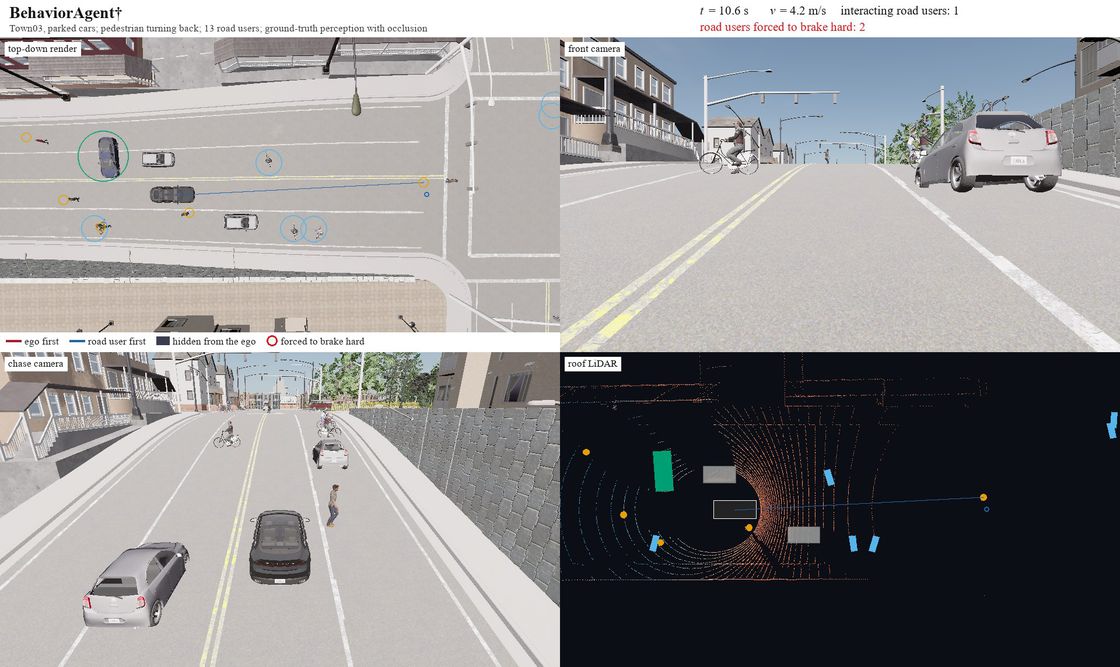 BehaviorAgent†
Town03, parked cars; pedestrian turning back; 13 road users; ground-truth perception with occlusion
t = 10.6 s v = 4.2 m/s interacting road users: 1
road users forced to brake hard: 2
top-down render
front camera
ego first road user first hidden from the ego forced to brake hard
chase camera
roof LiDAR